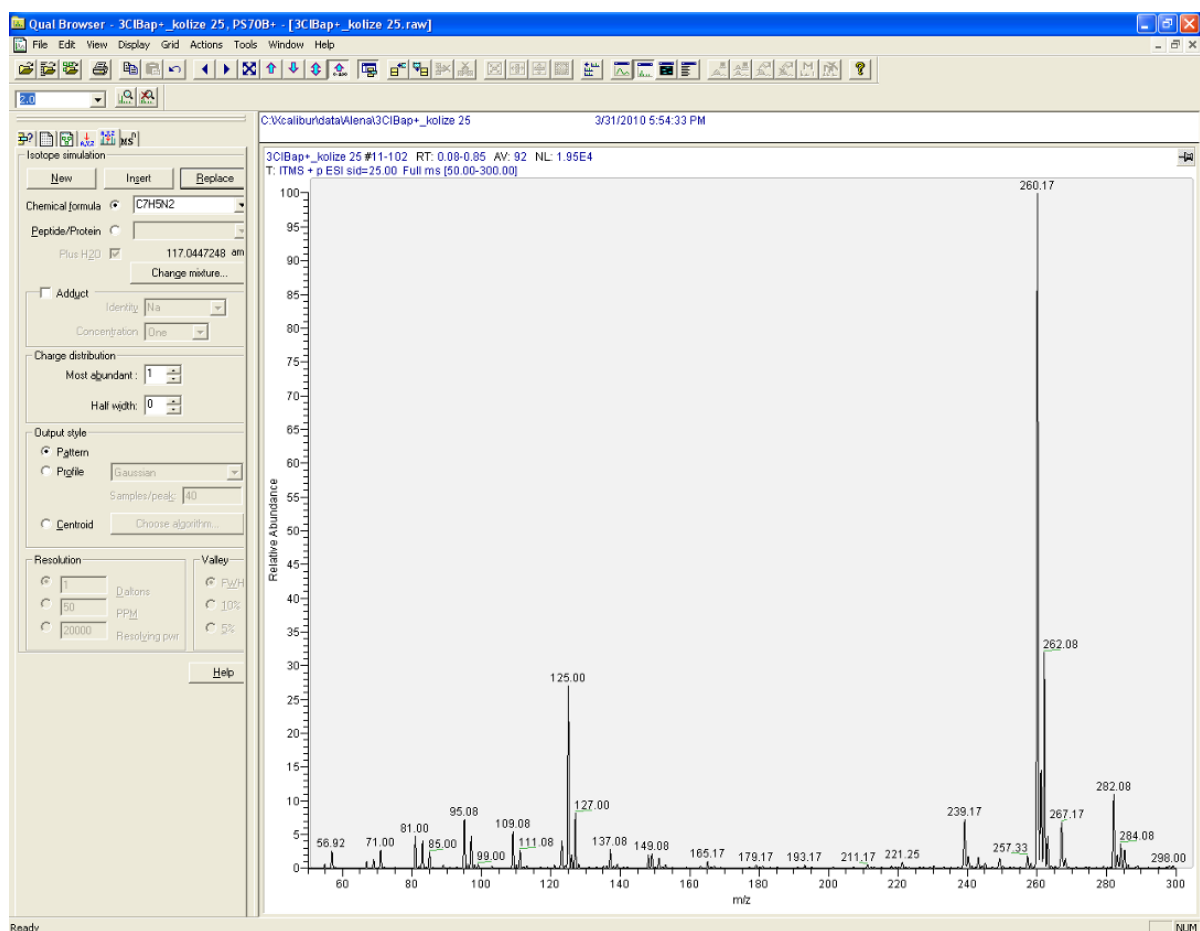 Qual Browser - 3ClBap+_kolize 25, PS70B+ - [3ClBap+_kolize 25.raw]
File Edit View Display Grid Actions Tools Window Help
2.0
C:\Xcalibur\data\Alena\3ClBap+_kolize 25 3/31/2010 5:54:33 PM
Isotope simulation
New Insert Replace
Chemical formula C7H5N2
Peptide/Protein
Plus H2O 117.0447248 am
Change mixture...
Adduct
Identity Na
Concentration One
Charge distribution
Most abundant : 1
Half width: 0
Output style
Pattern
Profile Gaussian
Samples/peak: 40
Centroid Choose algorithm...
Resolution Valley
1 Daltons FWH
50 PPM 10%
20000 Resolving pwr 5%
Help
3ClBap+_kolize 25 #11-102 RT: 0.08-0.85 AV: 92 NL: 1.95E4
T: ITMS + p ESI sid=25.00 Full ms [50.00-300.00]
260.17
100
95
90
85
80
75
70
65
60
55
50
45
40
35
30
25
20
15
10
5
0
Relative Abundance
262.08
125.00
282.08
127.00
95.08
239.17
267.17
109.08
81.00
284.08
56.92
71.00
85.00
111.08
137.08
149.08
257.33
99.00
165.17
179.17
193.17
211.17
221.25
298.00
60 80 100 120 140 160 180 200 220 240 260 280 300
m/z
Ready NUM